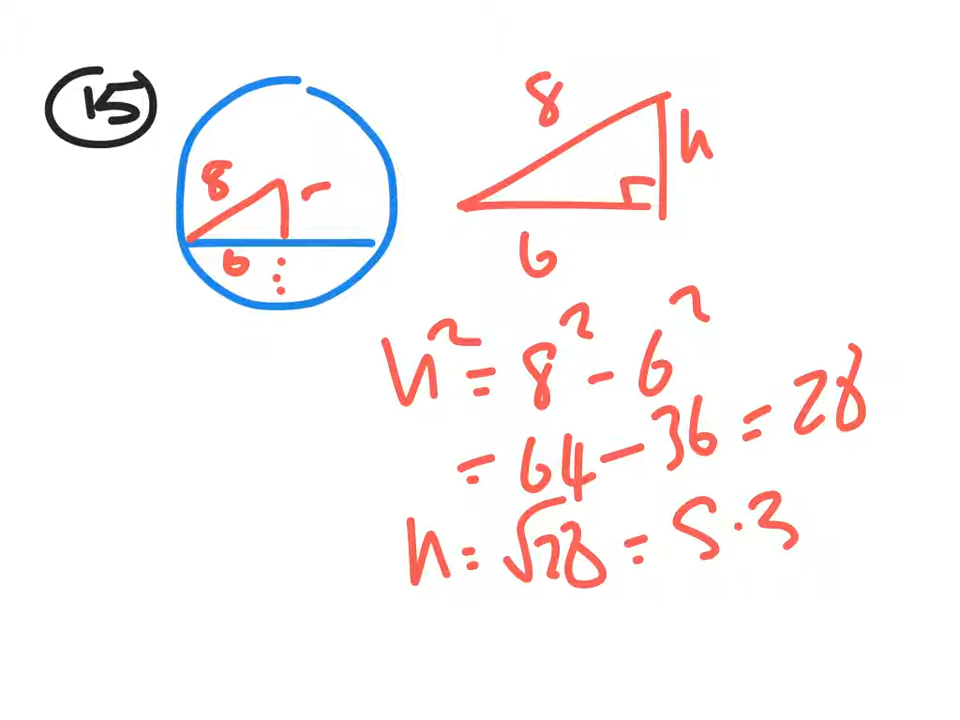 15
8 r
6
8 h
6
h² = 8² - 6²
= 64 - 36 = 28
h = √28 = 5.3